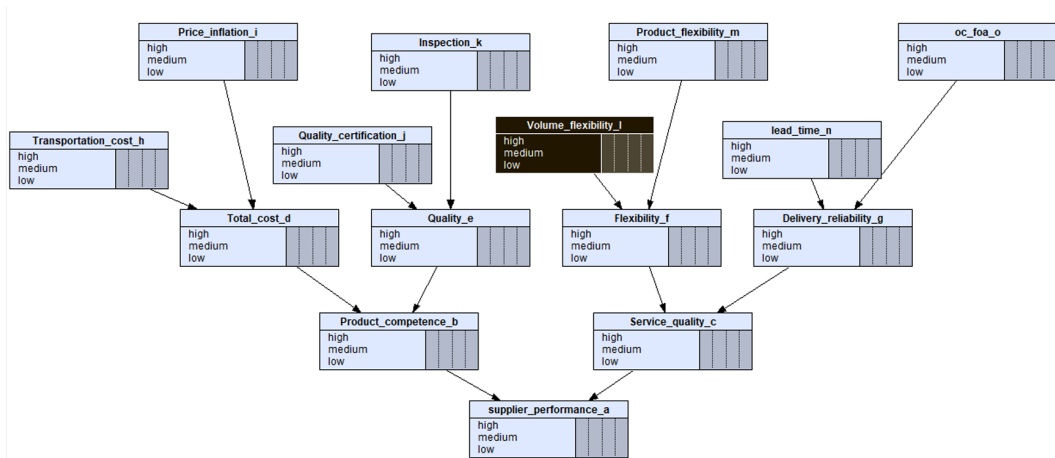 Price_inflation_i
high
medium
low
Inspection_k
high
medium
low
Product_flexibility_m
high
medium
low
oc_foa_o
high
medium
low
Transportation_cost_h
high
medium
low
Quality_certification_j
high
medium
low
Volume_flexibility_l
high
medium
low
lead_time_n
high
medium
low
Total_cost_d
high
medium
low
Quality_e
high
medium
low
Flexibility_f
high
medium
low
Delivery_reliability_g
high
medium
low
Product_competence_b
high
medium
low
Service_quality_c
high
medium
low
supplier_performance_a
high
medium
low